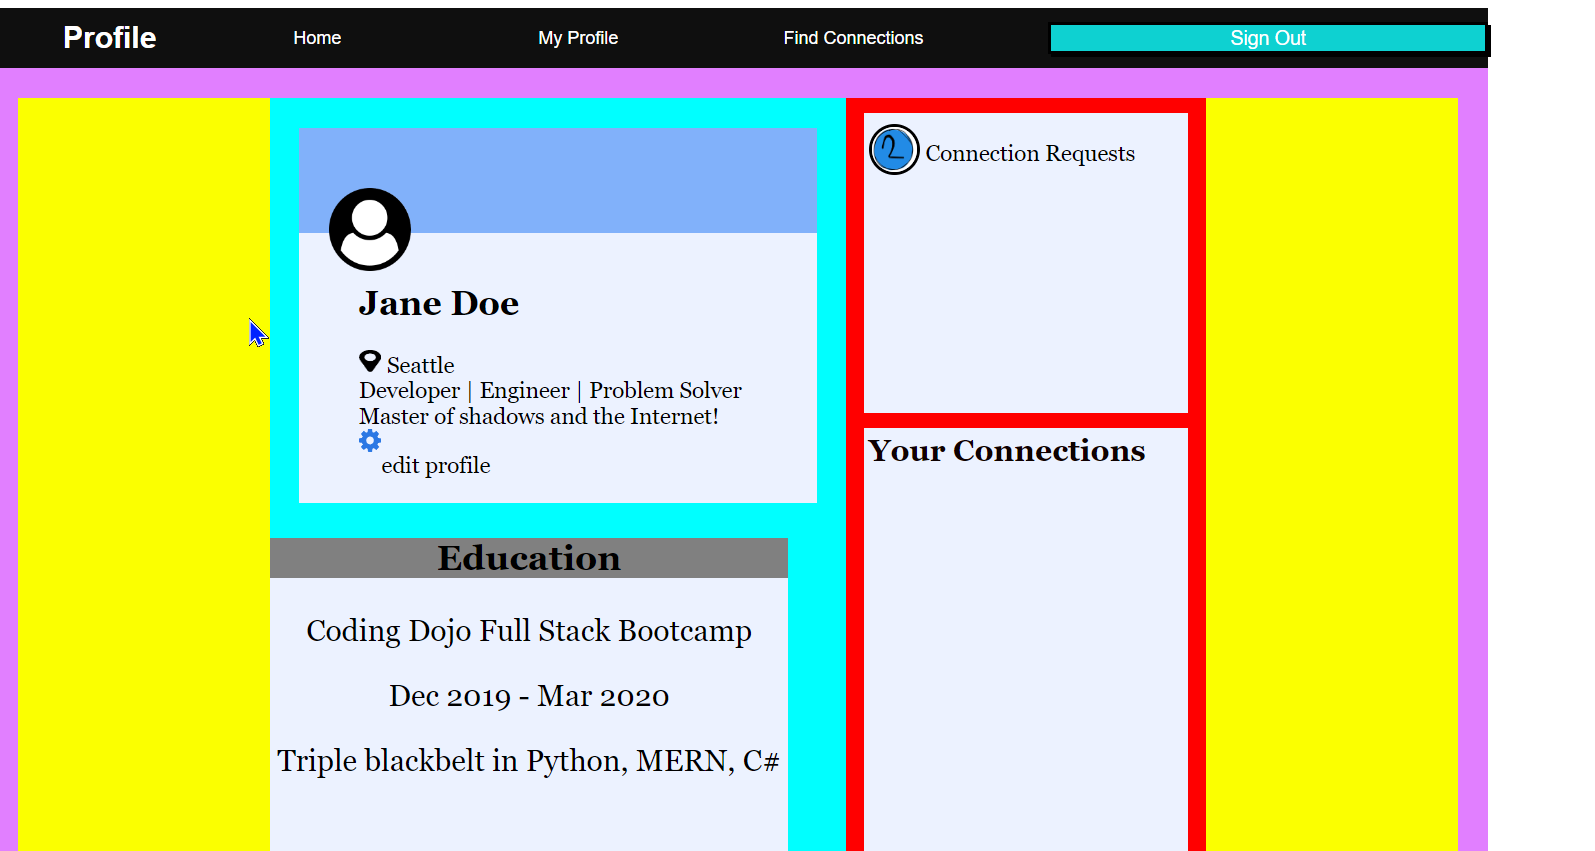 Profile
Home
My Profile
Find Connections
Sign Out
Jane Doe
Seattle
Developer | Engineer | Problem Solver
Master of shadows and the Internet!
edit profile
Education
Coding Dojo Full Stack Bootcamp
Dec 2019 - Mar 2020
Triple blackbelt in Python, MERN, C#
2 Connection Requests
Your Connections